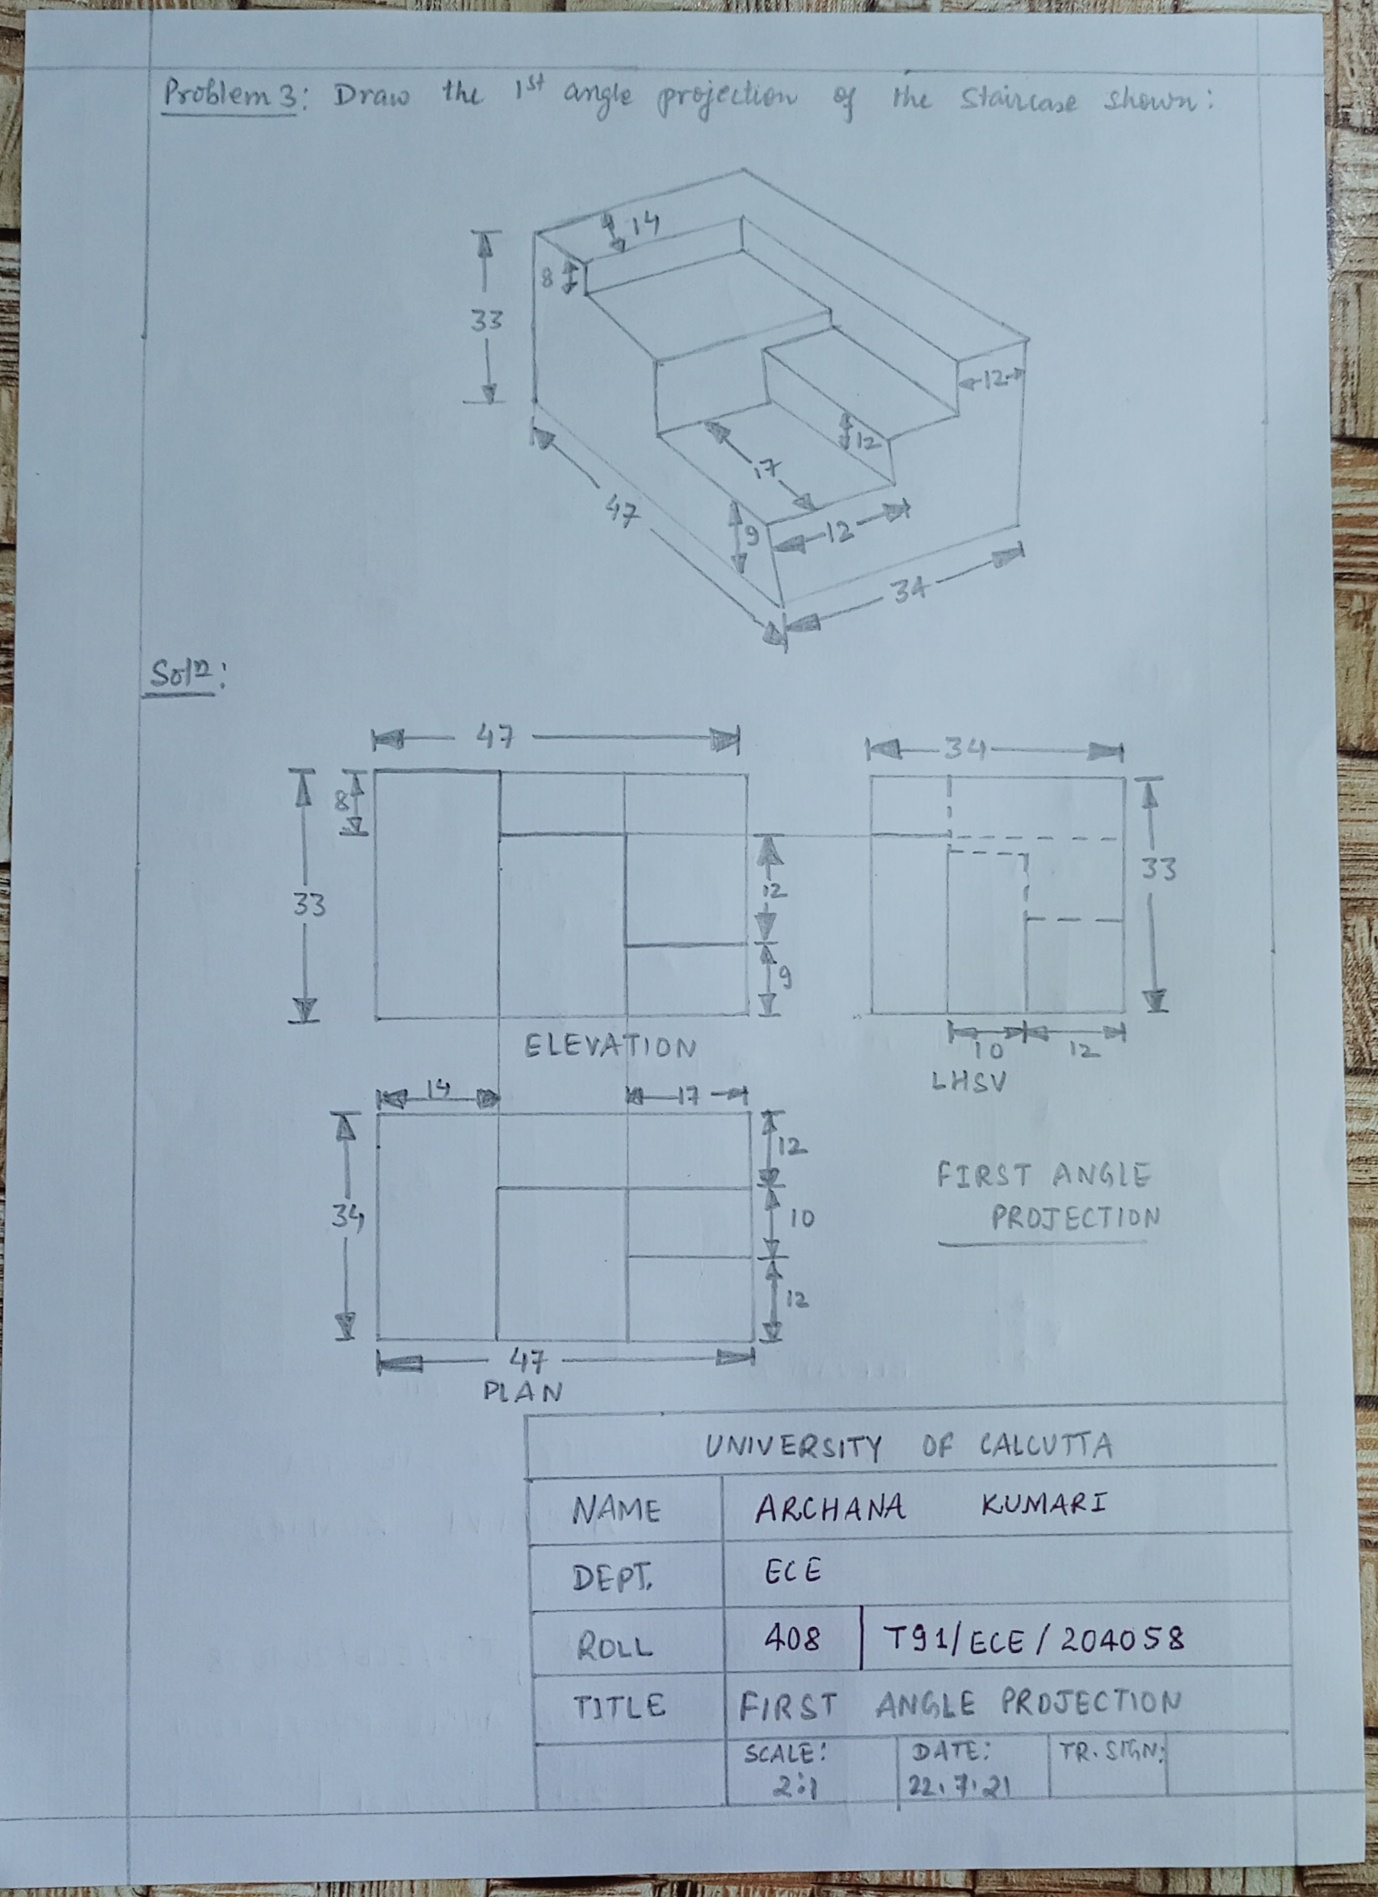 Problem 3: Draw the 1st angle projection of the Staircase shown:
14
8
33
12
12
17
47
9
12
34
Soln:
47
34
8
33
12
33
9
ELEVATION
10 12
LHSV
14
17
12
34
10
12
FIRST ANGLE
PROJECTION
47
PLAN
UNIVERSITY OF CALCUTTA
NAME ARCHANA KUMARI
DEPT. ECE
ROLL 408 T91/ECE/204058
TITLE FIRST ANGLE PROJECTION
SCALE: DATE: TR. SIGN:
2:1 22.7.21